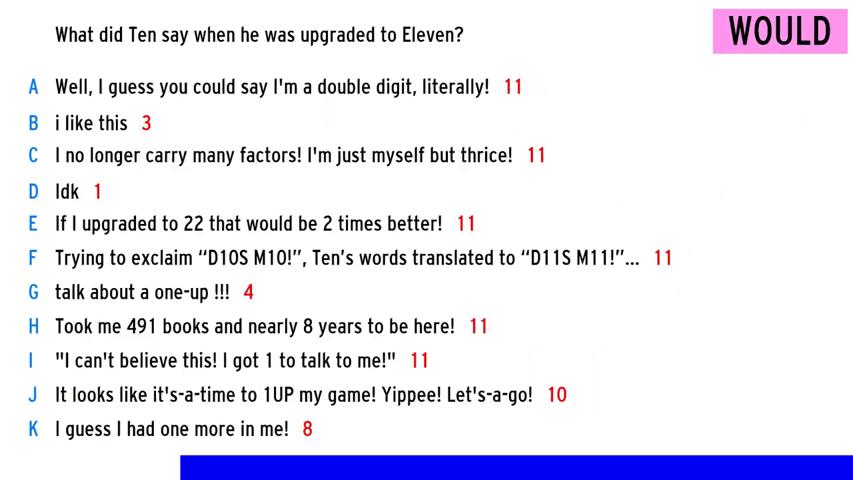 What did Ten say when he was upgraded to Eleven?
WOULD
A Well, I guess you could say I'm a double digit, literally! 11
B i like this 3
C I no longer carry many factors! I'm just myself but thrice! 11
D Idk 1
E If I upgraded to 22 that would be 2 times better! 11
F Trying to exclaim “D10S M10!”, Ten’s words translated to “D11S M11!”... 11
G talk about a one-up !!! 4
H Took me 491 books and nearly 8 years to be here! 11
I "I can't believe this! I got 1 to talk to me!" 11
J It looks like it's-a-time to 1UP my game! Yippee! Let's-a-go! 10
K I guess I had one more in me! 8